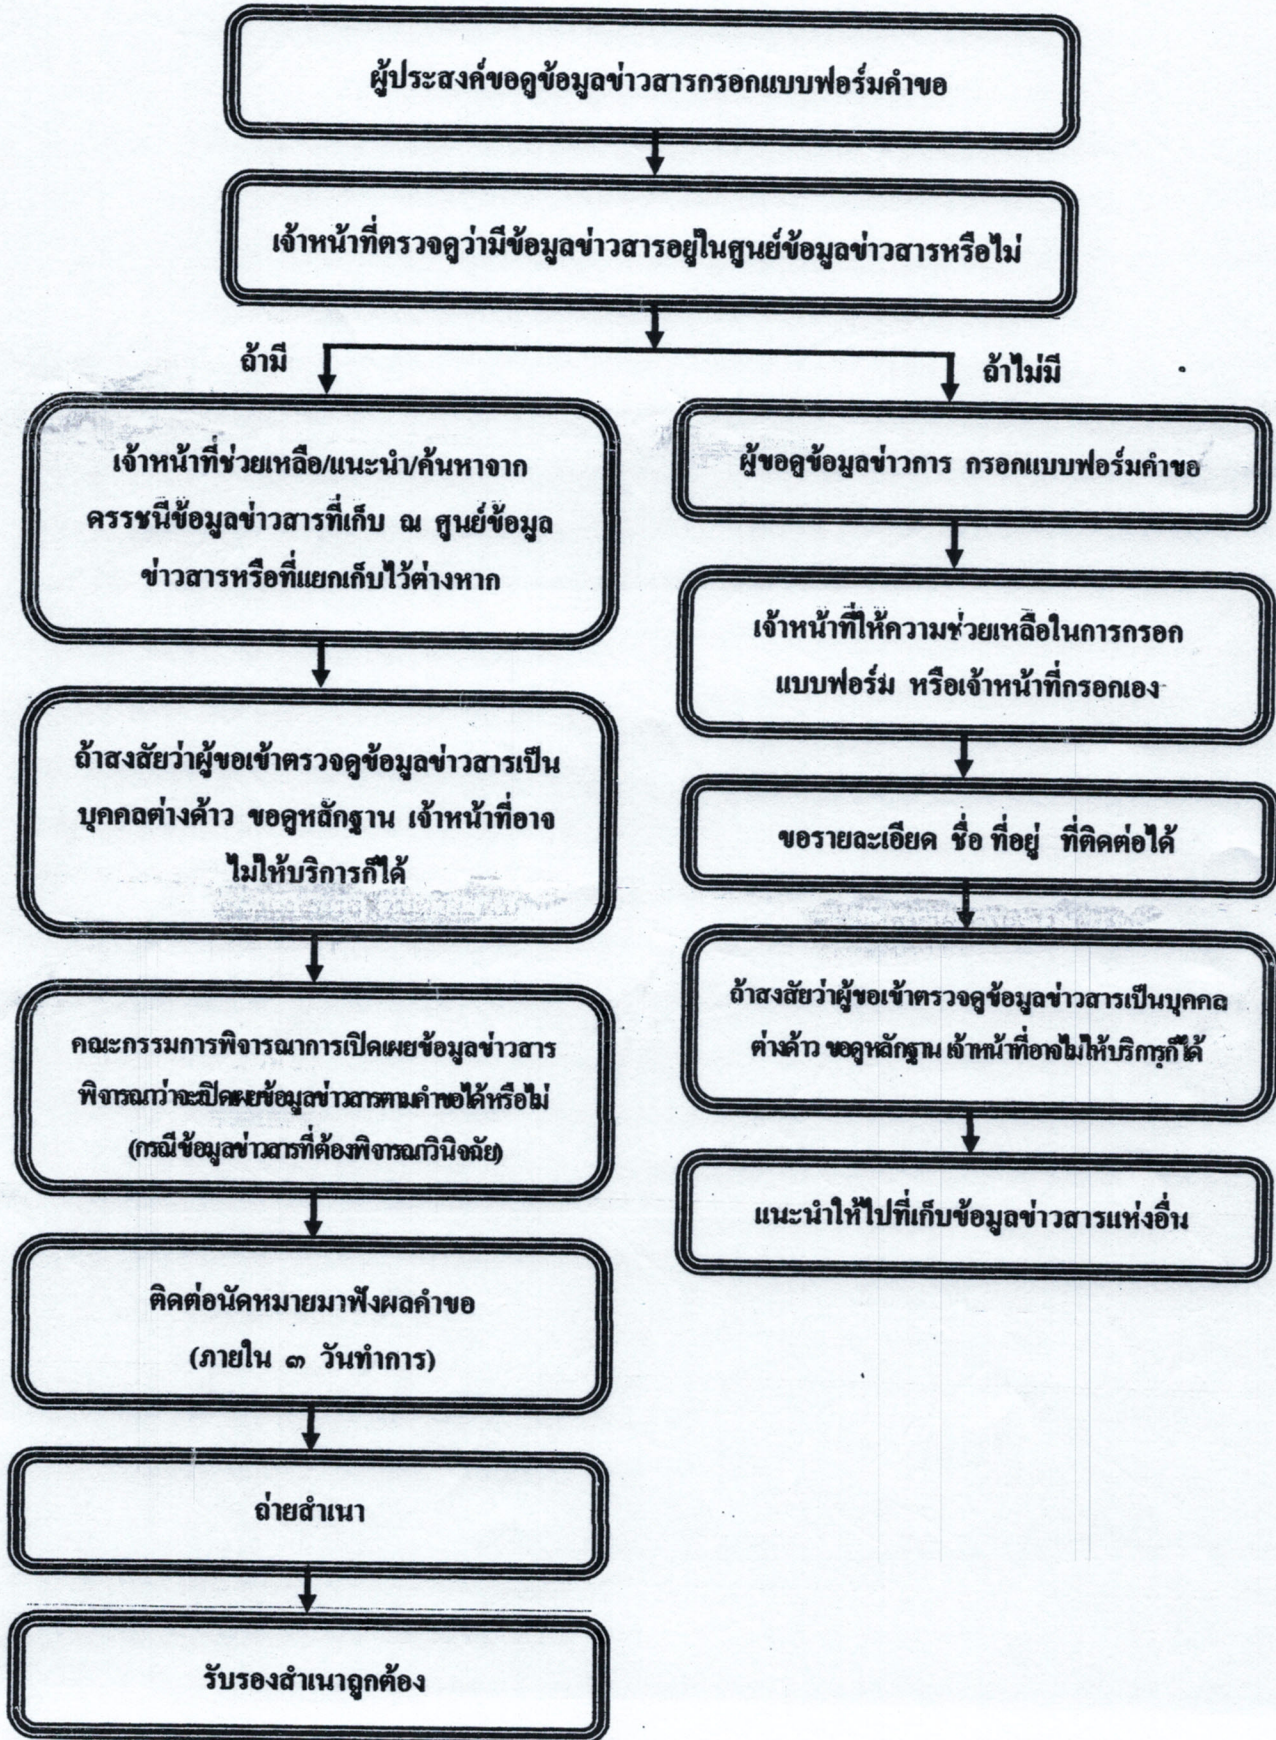 ผู้ประสงค์ขอดูข้อมูลข่าวสารกรอกแบบฟอร์มคำขอ
เจ้าหน้าที่ตรวจดูว่ามีข้อมูลข่าวสารอยู่ในศูนย์ข้อมูลข่าวสารหรือไม่
ถ้ามี
เจ้าหน้าที่ช่วยเหลือ/แนะนำ/ค้นหาจาก
ดรรชนีข้อมูลข่าวสารที่เก็บ ณ ศูนย์ข้อมูล
ข่าวสารหรือที่แยกเก็บไว้ต่างหาก
ถ้าสงสัยว่าผู้ขอเข้าตรวจดูข้อมูลข่าวสารเป็น
บุคคลต่างด้าว ขอดูหลักฐาน เจ้าหน้าที่อาจ
ไม่ให้บริการก็ได้
คณะกรรมการพิจารณาการเปิดเผยข้อมูลข่าวสาร
พิจารณาว่าจะเปิดเผยข้อมูลข่าวสารตามคำขอได้หรือไม่
(กรณีข้อมูลข่าวสารที่ต้องพิจารณาวินิจฉัย)
ติดต่อนัดหมายมาฟังผลคำขอ
(ภายใน ๓ วันทำการ)
ถ่ายสำเนา
รับรองสำเนาถูกต้อง
ถ้าไม่มี
ผู้ขอดูข้อมูลข่าวการ กรอกแบบฟอร์มคำขอ
เจ้าหน้าที่ให้ความช่วยเหลือในการกรอก
แบบฟอร์ม หรือเจ้าหน้าที่กรอกเอง
ขอรายละเอียด ชื่อ ที่อยู่ ที่ติดต่อได้
ถ้าสงสัยว่าผู้ขอเข้าตรวจดูข้อมูลข่าวสารเป็นบุคคล
ต่างด้าว ขอดูหลักฐาน เจ้าหน้าที่อาจไม่ให้บริการก็ได้
แนะนำให้ไปที่เก็บข้อมูลข่าวสารแห่งอื่น